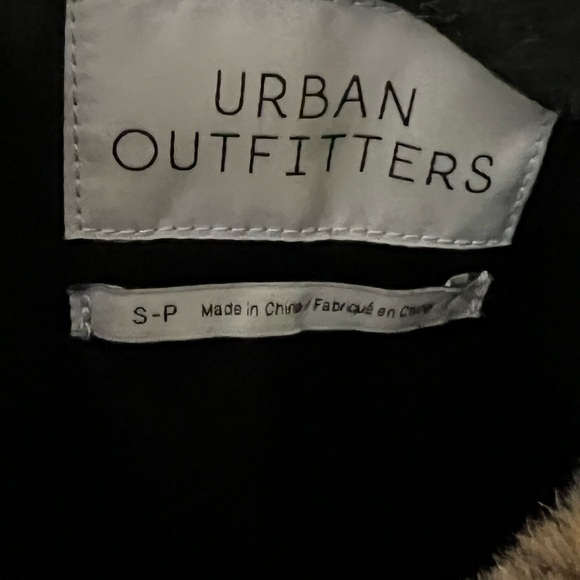 URBAN
OUTFITTERS
S-P Made in China/Fabriqué en Chine